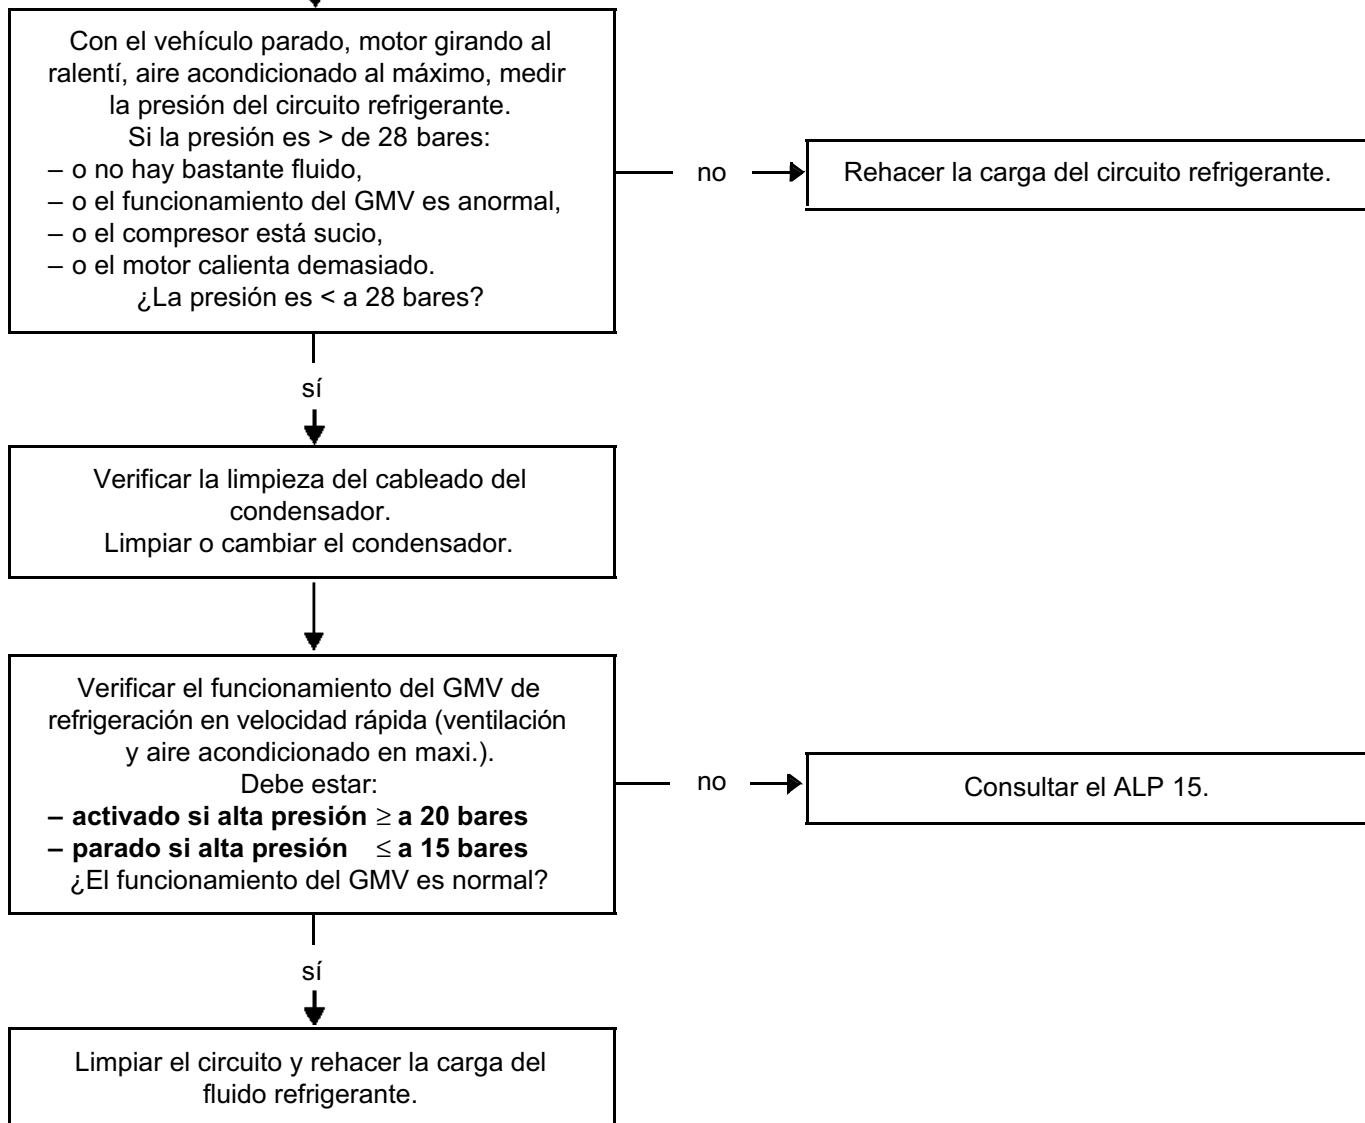 Con el vehículo parado, motor girando al
ralentí, aire acondicionado al máximo, medir
la presión del circuito refrigerante.
Si la presión es > de 28 bares:
– o no hay bastante fluido,
– o el funcionamiento del GMV es anormal,
– o el compresor está sucio,
– o el motor calienta demasiado.
¿La presión es < a 28 bares?
no
Rehacer la carga del circuito refrigerante.
sí
Verificar la limpieza del cableado del
condensador.
Limpiar o cambiar el condensador.
Verificar el funcionamiento del GMV de
refrigeración en velocidad rápida (ventilación
y aire acondicionado en maxi.).
Debe estar:
– activado si alta presión ≥ a 20 bares
– parado si alta presión ≤ a 15 bares
¿El funcionamiento del GMV es normal?
no
Consultar el ALP 15.
sí
Limpiar el circuito y rehacer la carga del
fluido refrigerante.